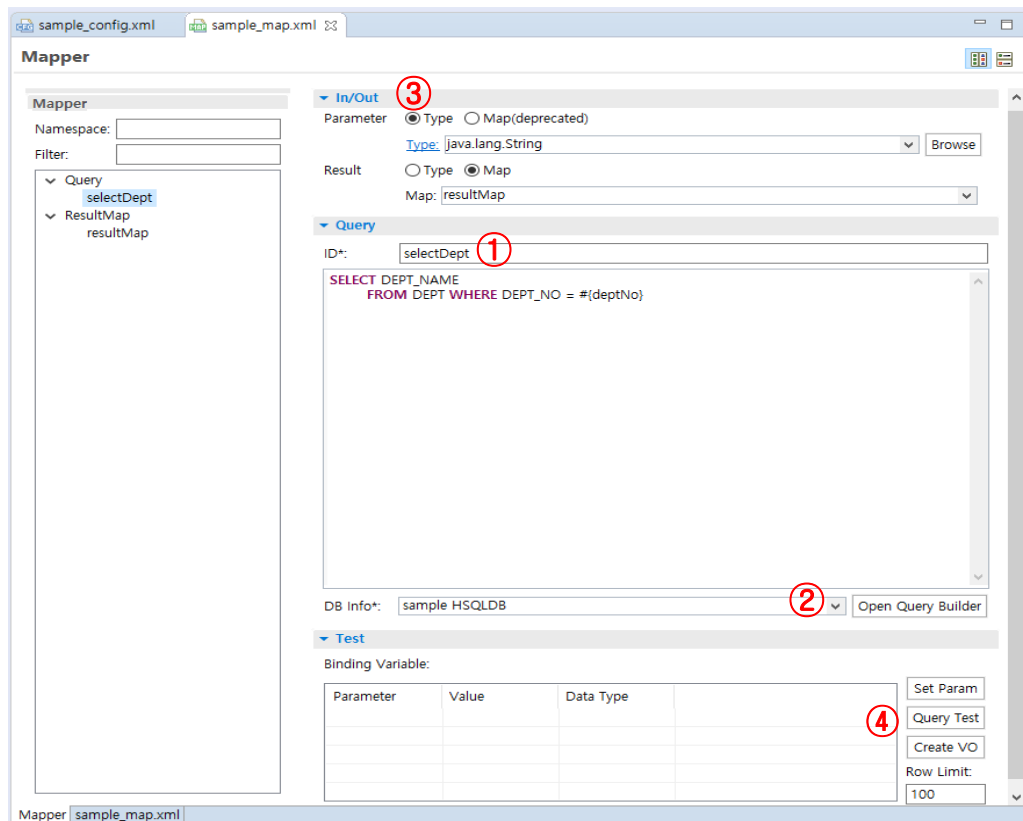 sample_config.xml sample_map.xml
Mapper
Mapper
Namespace:
Filter:
Query
selectDept
ResultMap
resultMap
In/Out ③
Parameter Type Map(deprecated)
Type: java.lang.String Browse
Result Type Map
Map: resultMap
Query
ID*: selectDept ①
SELECT DEPT_NAME
FROM DEPT WHERE DEPT_NO = #{deptNo}
DB Info*: sample HSQLDB ② Open Query Builder
Test
Binding Variable:
Parameter Value Data Type
Set Param
④ Query Test
Create VO
Row Limit:
100
Mapper sample_map.xml